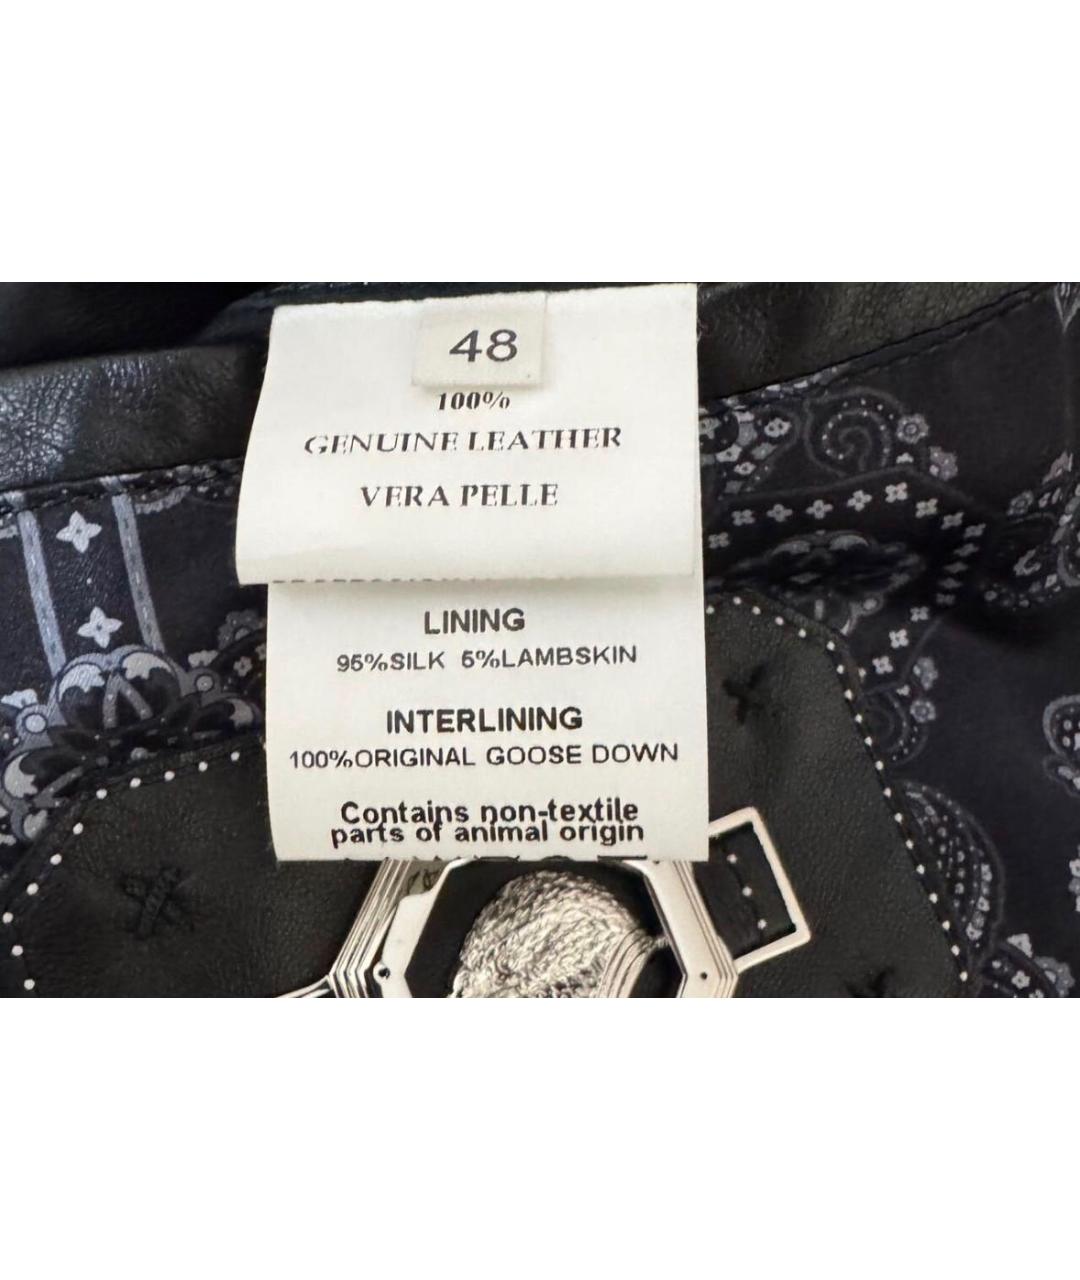 48
100%
GENUINE LEATHER
VERA PELLE
LINING
95%SILK 5%LAMBSKIN
INTERLINING
100%ORIGINAL GOOSE DOWN
Contains non-textile
parts of animal origin